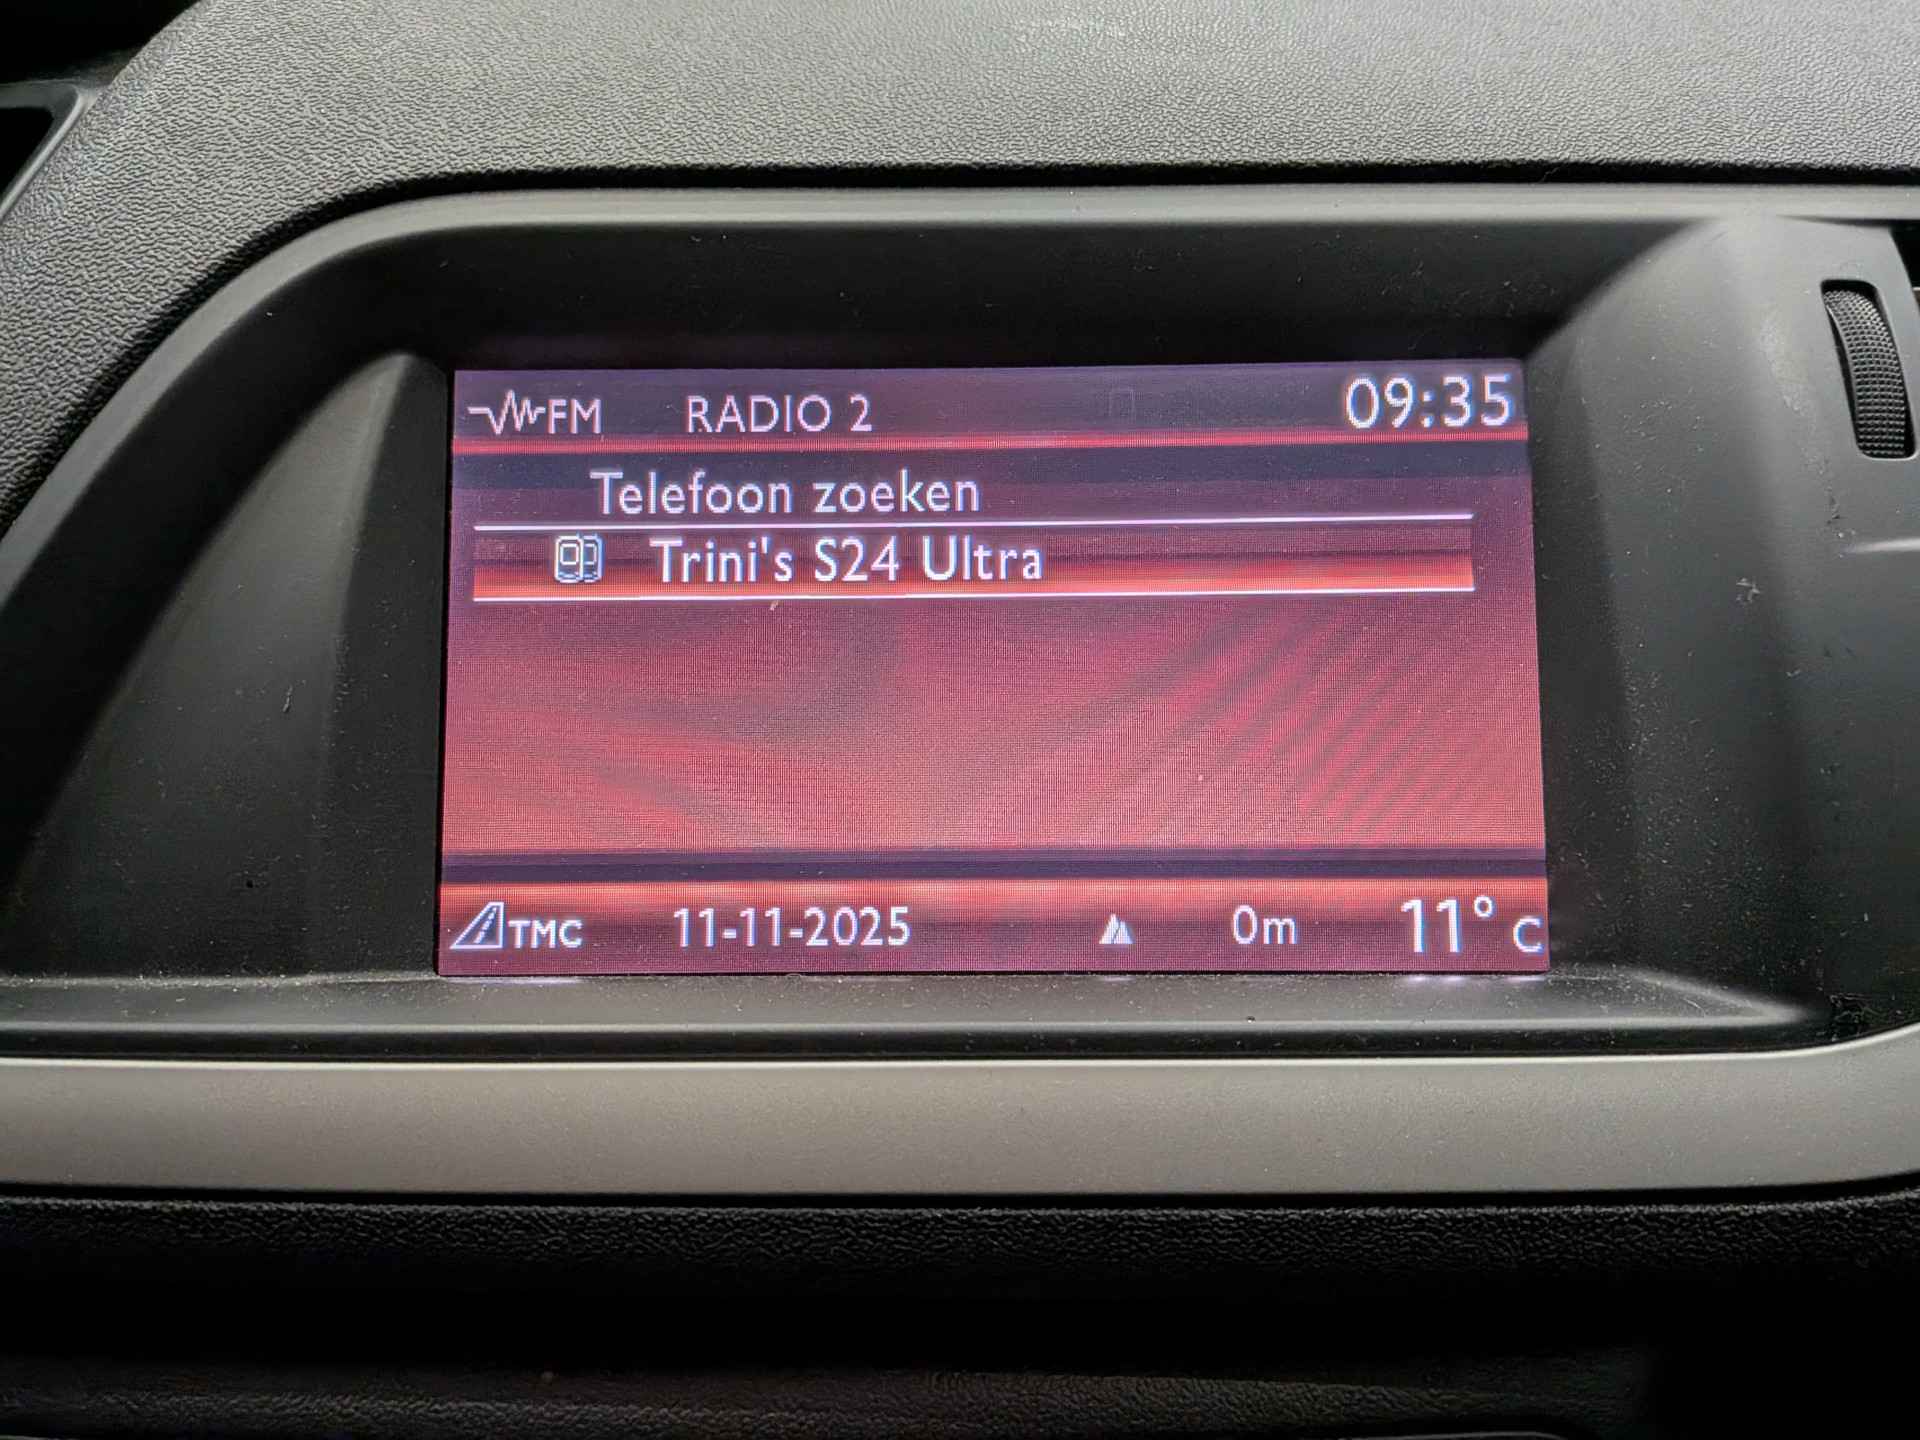 FM RADIO 2 09:35
Telefoon zoeken
Trini's S24 Ultra
TMC 11-11-2025 0m 11° C